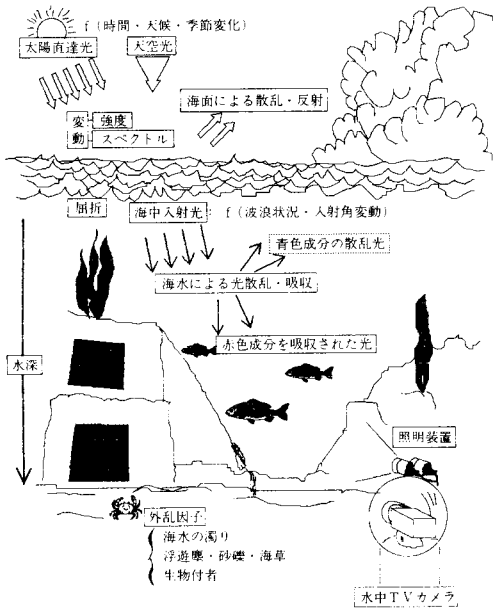 f（時間・天候・季節変化）
太陽直達光
天空光
海面による散乱・反射
変動
強度
スペクトル
屈折
海中入射光：f（波浪状況・入射角変動）
青色成分の散乱光
海水による光散乱・吸収
赤色成分を吸収された光
水深
照明装置
外乱因子
海水の濁り
浮遊塵・砂礫・海草
生物付者
水中TVカメラ